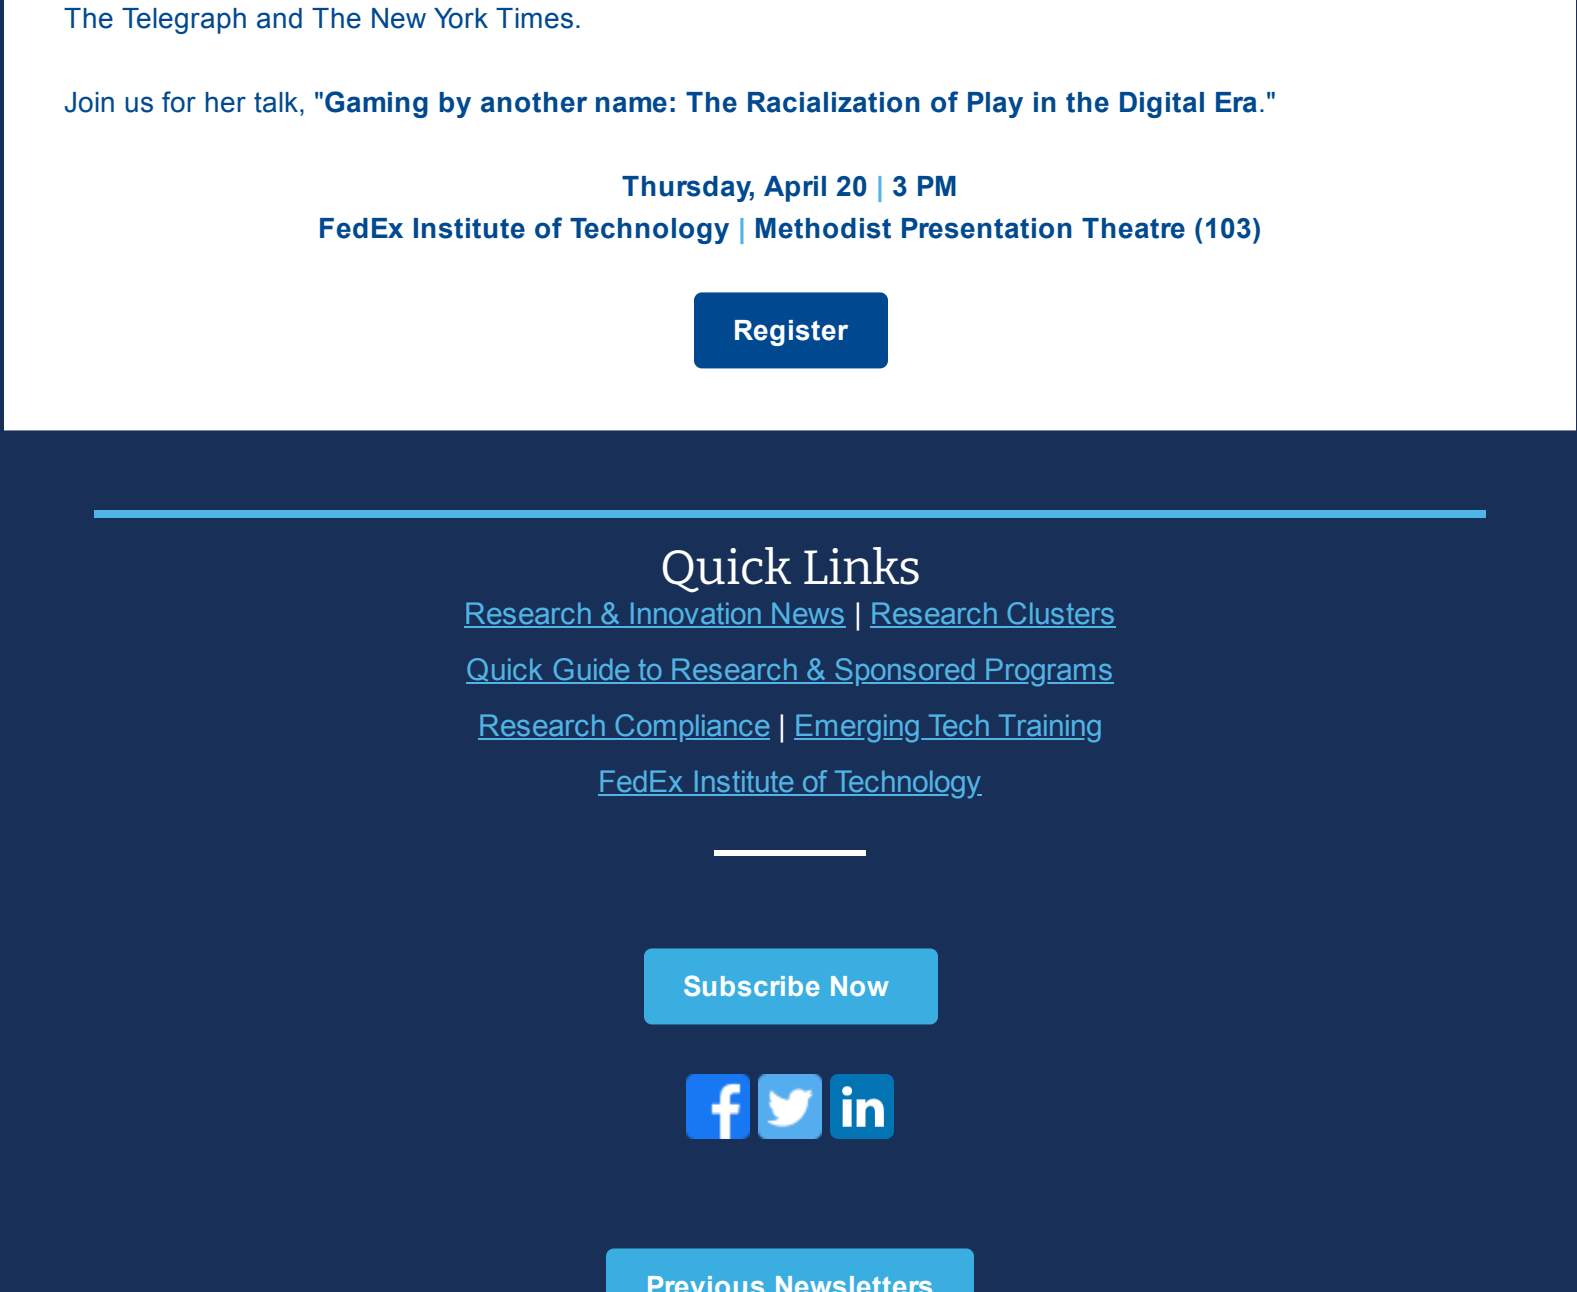 The Telegraph and The New York Times.
Join us for her talk, "Gaming by another name: The Racialization of Play in the Digital Era."
Thursday, April 20 | 3 PM
FedEx Institute of Technology | Methodist Presentation Theatre (103)
Register
Quick Links
Research & Innovation News | Research Clusters
Quick Guide to Research & Sponsored Programs
Research Compliance | Emerging Tech Training
FedEx Institute of Technology
Subscribe Now
f in
Previous Newsletters